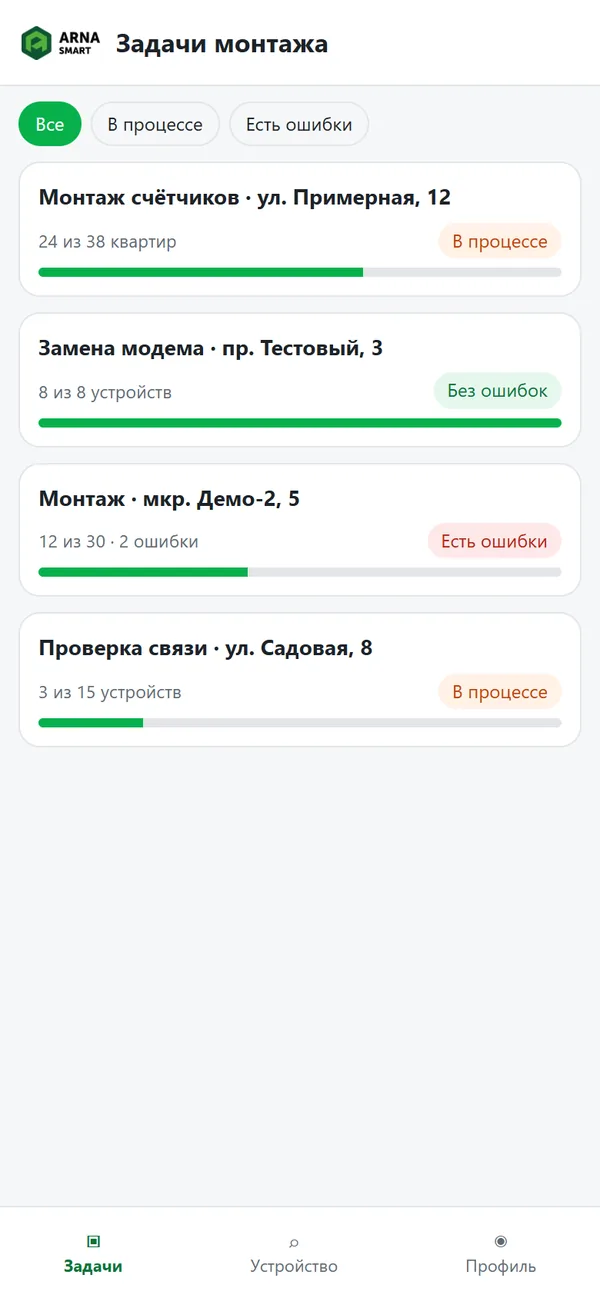 ARNA
SMART
Задачи монтажа
Все
В процессе
Есть ошибки
Монтаж счётчиков · ул. Примерная, 12
24 из 38 квартир
В процессе
Замена модема · пр. Тестовый, 3
8 из 8 устройств
Без ошибок
Монтаж · мкр. Демо-2, 5
12 из 30 · 2 ошибки
Есть ошибки
Проверка связи · ул. Садовая, 8
3 из 15 устройств
В процессе
Задачи
Устройство
Профиль